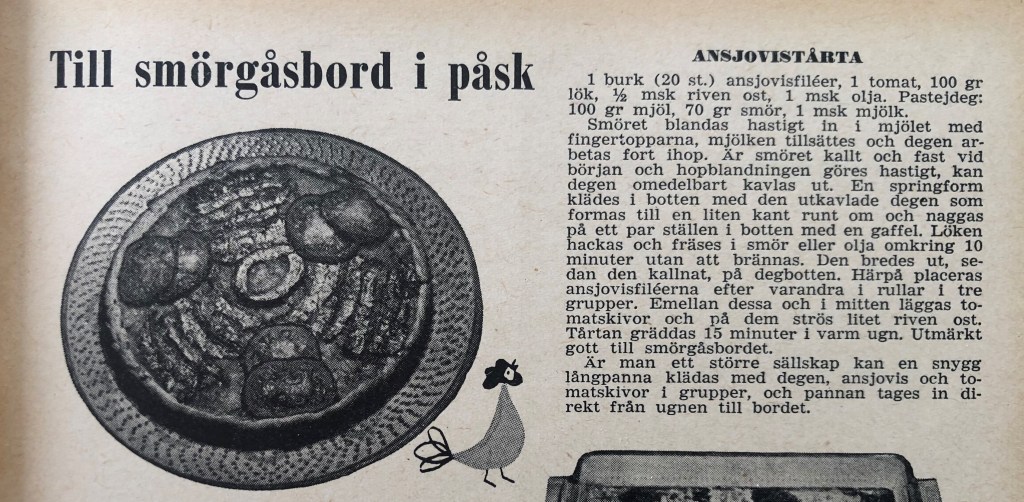 Till smörgåsbord i påsk
ANSJOVISTÅRTA
1 burk (20 st.) ansjovisfiléer, 1 tomat, 100 gr
lök, ½ msk riven ost, 1 msk olja. Pastejdeg:
100 gr mjöl, 70 gr smör, 1 msk mjölk.
Smöret blandas hastigt in i mjölet med
fingertopparna, mjölken tillsättes och degen ar-
betas fort ihop. Är smöret kallt och fast vid
början och hopblandningen göres hastigt, kan
degen omedelbart kavlas ut. En springform
klädes i botten med den utkavlade degen som
formas till en liten kant runt om och naggas
på ett par ställen i botten med en gaffel. Löken
hackas och fräses i smör eller olja omkring 10
minuter utan att brännas. Den bredes ut, se-
dan den kallnat, på degbotten. Härpå placeras
ansjovisfiléerna efter varandra i rullar i tre
grupper. Emellan dessa och i mitten läggas to-
matskivor och på dem strös litet riven ost.
Tårtan gräddas 15 minuter i varm ugn. Utmärkt
gott till smörgåsbordet.
Är man ett större sällskap kan en snygg
långpanna klädas med degen, ansjovis och to-
matskivor i grupper, och pannan tages in di-
rekt från ugnen till bordet.